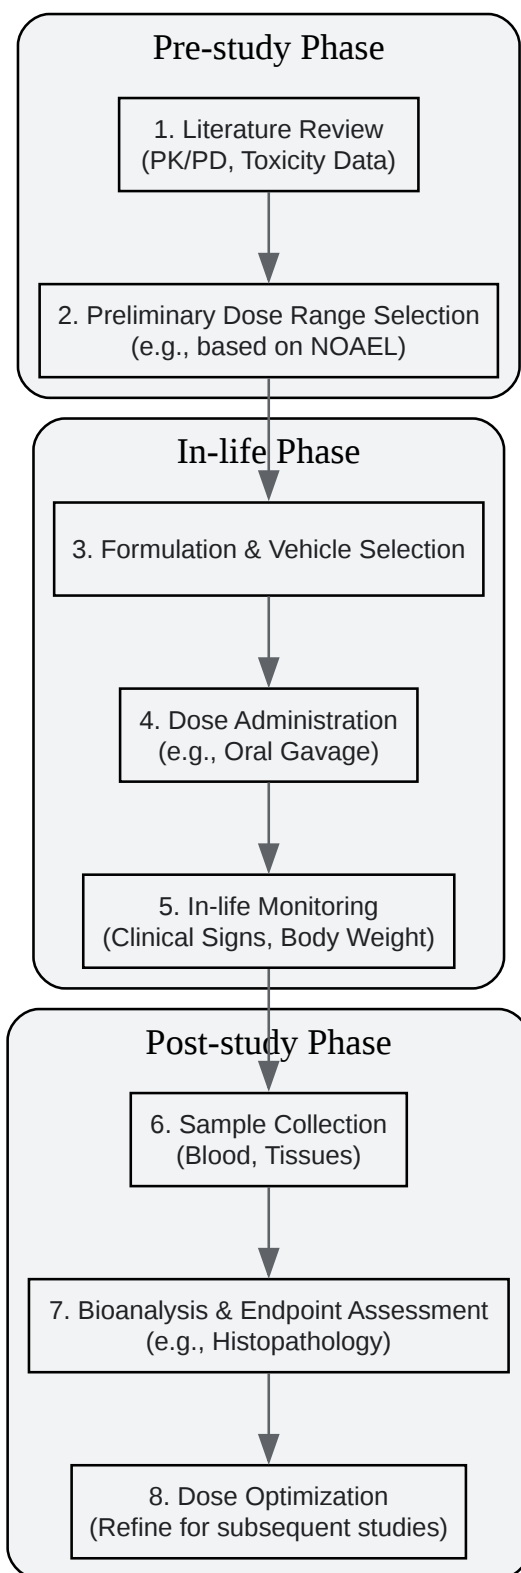 Pre-study Phase
1. Literature Review
(PK/PD, Toxicity Data)
2. Preliminary Dose Range Selection
(e.g., based on NOAEL)
In-life Phase
3. Formulation & Vehicle Selection
4. Dose Administration
(e.g., Oral Gavage)
5. In-life Monitoring
(Clinical Signs, Body Weight)
Post-study Phase
6. Sample Collection
(Blood, Tissues)
7. Bioanalysis & Endpoint Assessment
(e.g., Histopathology)
8. Dose Optimization
(Refine for subsequent studies)